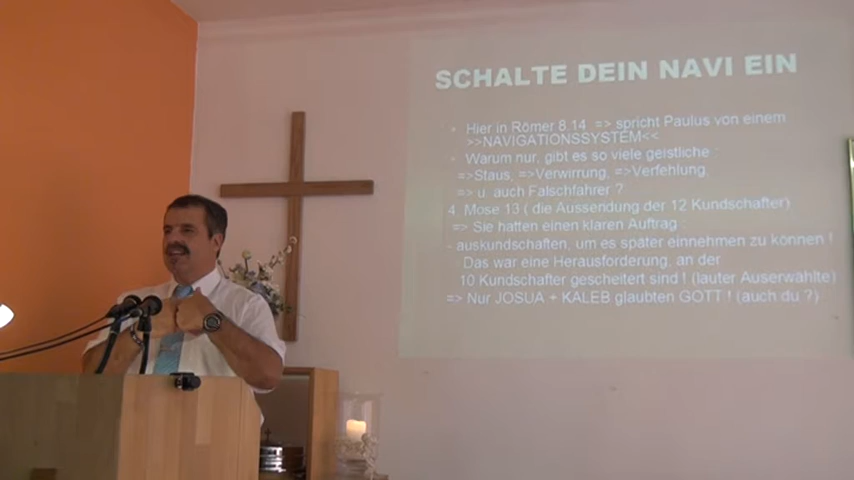 SCHALTE DEIN NAVI EIN
Hier in Römer 8.14. => spricht Paulus von einem
>>NAVIGATIONSSYSTEM<<
Warum nur, gibt es so viele geistliche :
=>Staus, =>Verwirrung, =>Verfehlung,
=> u. auch Falschfahrer ?
4. Mose 13 ( die Aussendung der 12 Kundschafter)
=> Sie hatten einen klaren Auftrag :
- auskundschaften, um es später einnehmen zu können !
Das war eine Herausforderung, an der
10 Kundschafter gescheitert sind ! (lauter Auserwählte)
=> Nur JOSUA + KALEB glaubten GOTT ! (auch du ?)